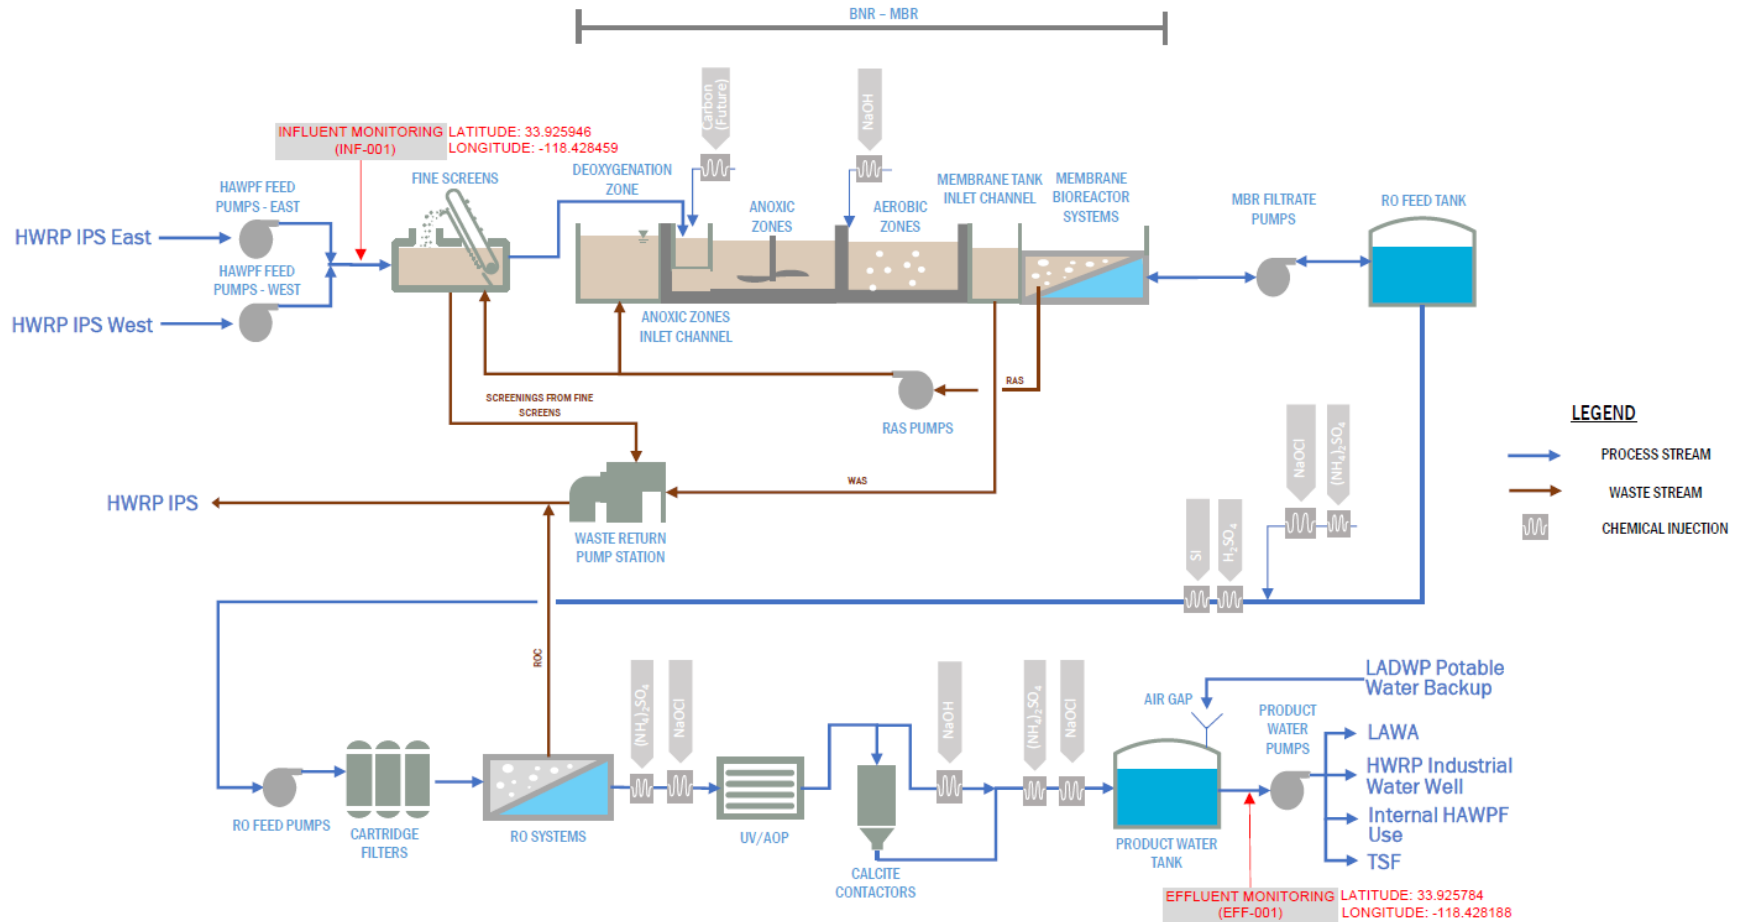 BNR – MBR
Carbon
(Future)
NaOH
INFLUENT MONITORING
(INF-001)
LATITUDE: 33.925946
LONGITUDE: -118.428459
HAWPF FEED
PUMPS - EAST
FINE SCREENS
DEOXYGENATION
ZONE
ANOXIC
ZONES
AEROBIC
ZONES
MEMBRANE TANK
INLET CHANNEL
MEMBRANE
BIOREACTOR
SYSTEMS
MBR FILTRATE
PUMPS
RO FEED TANK
HWRP IPS East
HAWPF FEED
PUMPS - WEST
HWRP IPS West
ANOXIC ZONES
INLET CHANNEL
RAS
SCREENINGS FROM FINE
SCREENS
RAS PUMPS
LEGEND
PROCESS STREAM
WASTE STREAM
CHEMICAL INJECTION
NaOCl
(NH₄)₂SO₄
WAS
HWRP IPS
WASTE RETURN
PUMP STATION
SI
H₂SO₄
ROC
(NH₄)₂SO₄
NaOCl
NaOH
(NH₄)₂SO₄
NaOCl
AIR GAP
LADWP Potable
Water Backup
PRODUCT
WATER
PUMPS
LAWA
HWRP Industrial
Water Well
Internal HAWPF
Use
TSF
RO FEED PUMPS
CARTRIDGE
FILTERS
RO SYSTEMS
UV/AOP
CALCITE
CONTACTORS
PRODUCT WATER
TANK
EFFLUENT MONITORING
(EFF-001)
LATITUDE: 33.925784
LONGITUDE: -118.428188